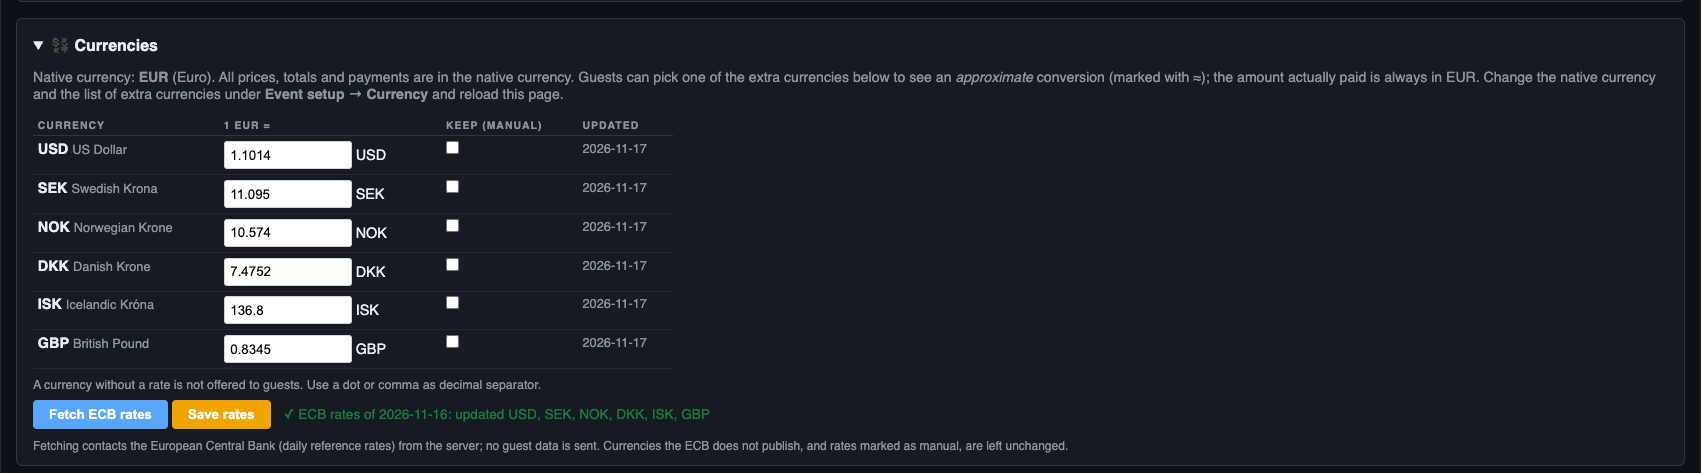 ▼ 💱 Currencies
Native currency: EUR (Euro). All prices, totals and payments are in the native currency. Guests can pick one of the extra currencies below to see an approximate conversion (marked with ≈); the amount actually paid is always in EUR. Change the native currency
and the list of extra currencies under Event setup → Currency and reload this page.
CURRENCY 1 EUR = KEEP (MANUAL) UPDATED
USD US Dollar 1.1014 USD 2026-11-17
SEK Swedish Krona 11.095 SEK 2026-11-17
NOK Norwegian Krone 10.574 NOK 2026-11-17
DKK Danish Krone 7.4752 DKK 2026-11-17
ISK Icelandic Króna 136.8 ISK 2026-11-17
GBP British Pound 0.8345 GBP 2026-11-17
A currency without a rate is not offered to guests. Use a dot or comma as decimal separator.
Fetch ECB rates Save rates ✓ ECB rates of 2026-11-16: updated USD, SEK, NOK, DKK, ISK, GBP
Fetching contacts the European Central Bank (daily reference rates) from the server; no guest data is sent. Currencies the ECB does not publish, and rates marked as manual, are left unchanged.